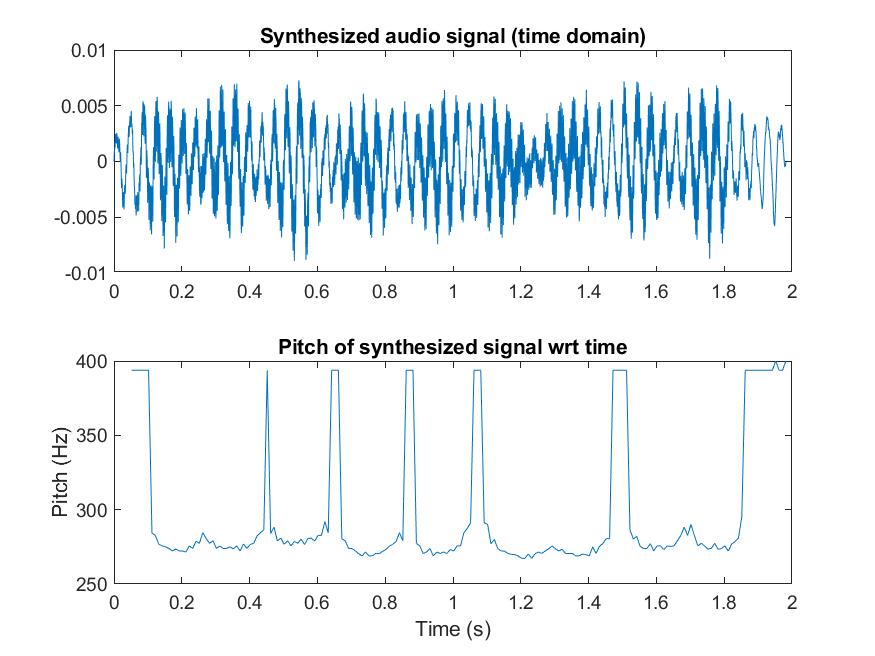 Synthesized audio signal (time domain)
0.01
0.005
0
-0.005
-0.01
0 0.2 0.4 0.6 0.8 1 1.2 1.4 1.6 1.8 2
Pitch of synthesized signal wrt time
400
350
300
250
Pitch (Hz)
0 0.2 0.4 0.6 0.8 1 1.2 1.4 1.6 1.8 2
Time (s)